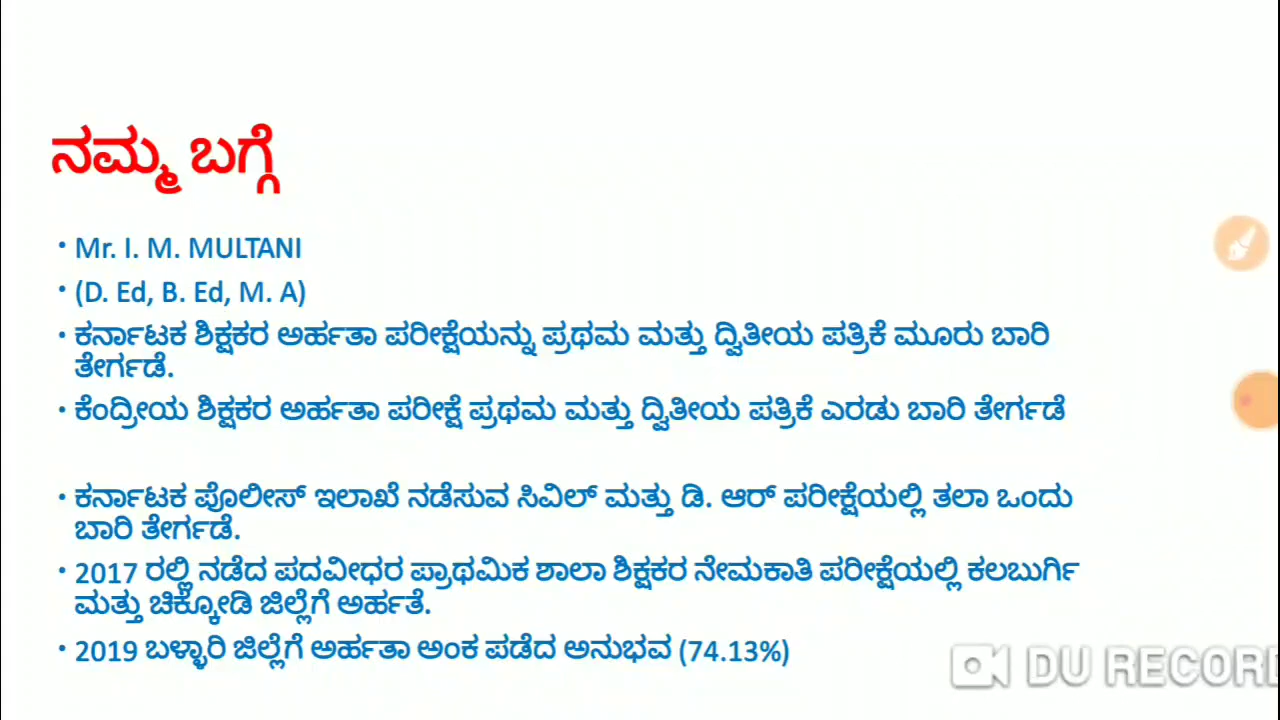 ನಮ್ಮ ಬಗ್ಗೆ
• Mr. I. M. MULTANI
• (D. Ed, B. Ed, M. A)
• ಕರ್ನಾಟಕ ಶಿಕ್ಷಕರ ಅರ್ಹತಾ ಪರೀಕ್ಷೆಯನ್ನು ಪ್ರಥಮ ಮತ್ತು ದ್ವಿತೀಯ ಪತ್ರಿಕೆ ಮೂರು ಬಾರಿ
ತೇರ್ಗಡೆ.
• ಕೆಂದ್ರೀಯ ಶಿಕ್ಷಕರ ಅರ್ಹತಾ ಪರೀಕ್ಷೆ ಪ್ರಥಮ ಮತ್ತು ದ್ವಿತೀಯ ಪತ್ರಿಕೆ ಎರಡು ಬಾರಿ ತೇರ್ಗಡೆ
• ಕರ್ನಾಟಕ ಪೊಲೀಸ್ ಇಲಾಖೆ ನಡೆಸುವ ಸಿವಿಲ್ ಮತ್ತು ಡಿ. ಆರ್ ಪರೀಕ್ಷೆಯಲ್ಲಿ ತಲಾ ಒಂದು
ಬಾರಿ ತೇರ್ಗಡೆ.
• 2017 ರಲ್ಲಿ ನಡೆದ ಪದವೀಧರ ಪ್ರಾಥಮಿಕ ಶಾಲಾ ಶಿಕ್ಷಕರ ನೇಮಕಾತಿ ಪರೀಕ್ಷೆಯಲ್ಲಿ ಕಲಬುರ್ಗಿ
ಮತ್ತು ಚಿಕ್ಕೋಡಿ ಜಿಲ್ಲೆಗೆ ಅರ್ಹತೆ.
• 2019 ಬಳ್ಳಾರಿ ಜಿಲ್ಲೆಗೆ ಅರ್ಹತಾ ಅಂಕ ಪಡೆದ ಅನುಭವ (74.13%)
DU RECORD